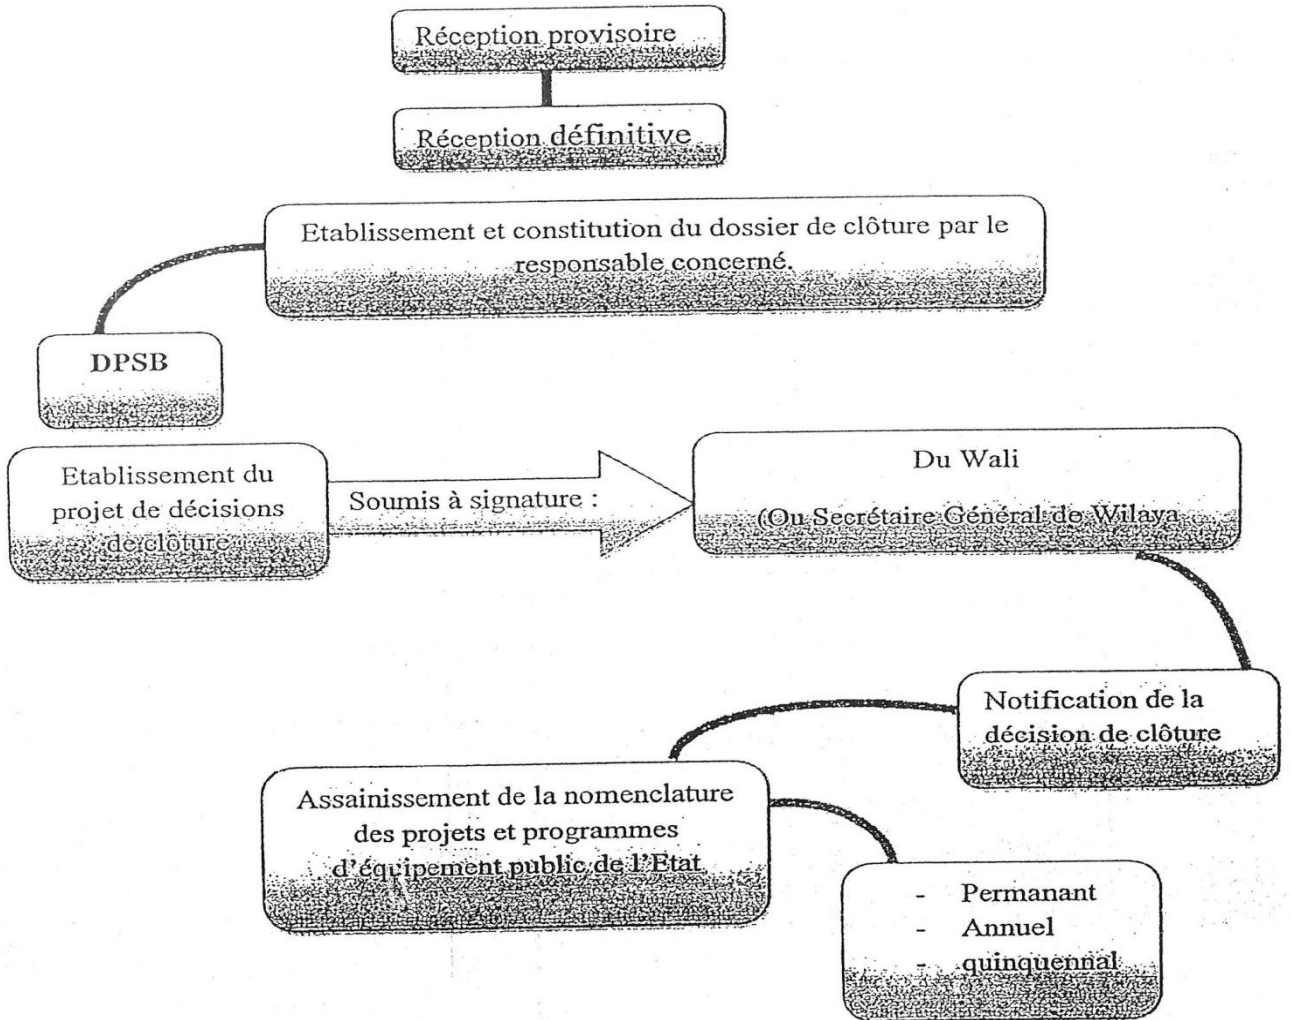 Réception provisoire
Réception définitive
Etablissement et constitution du dossier de clôture par le
responsable concerné.
DPSB
Etablissement du
projet de décisions
de clôture
Soumis à signature :
Du Wali
(Ou Secrétaire Général de Wilaya
Notification de la
décision de clôture
Assainissement de la nomenclature
des projets et programmes
d'équipement public de l'Etat
- Permanant
- Annuel
- quinquennal